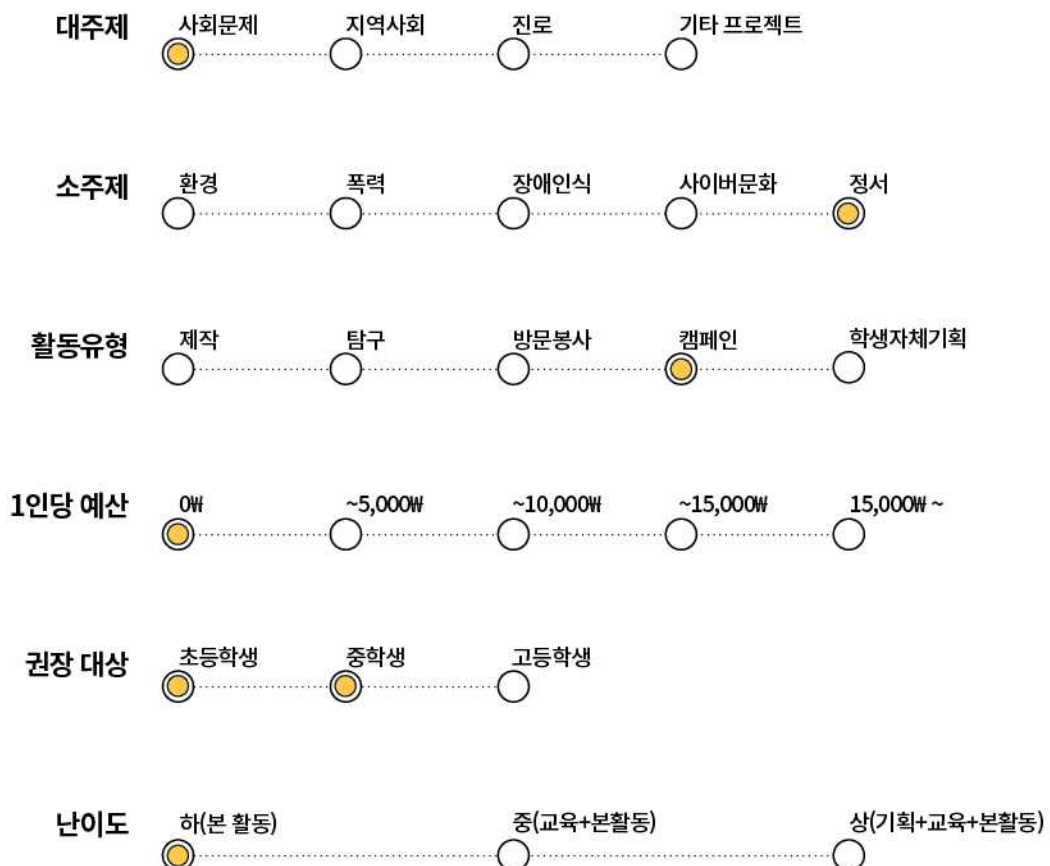 대주제 사회문제 지역사회 진로 기타 프로젝트
소주제 환경 폭력 장애인식 사이버문화 정서
활동유형 제작 탐구 방문봉사 캠페인 학생자체기획
1인당 예산 0₩ ~5,000₩ ~10,000₩ ~15,000₩ 15,000₩ ~
권장 대상 초등학생 중학생 고등학생
난이도 하(본 활동) 중(교육+본활동) 상(기획+교육+본활동)